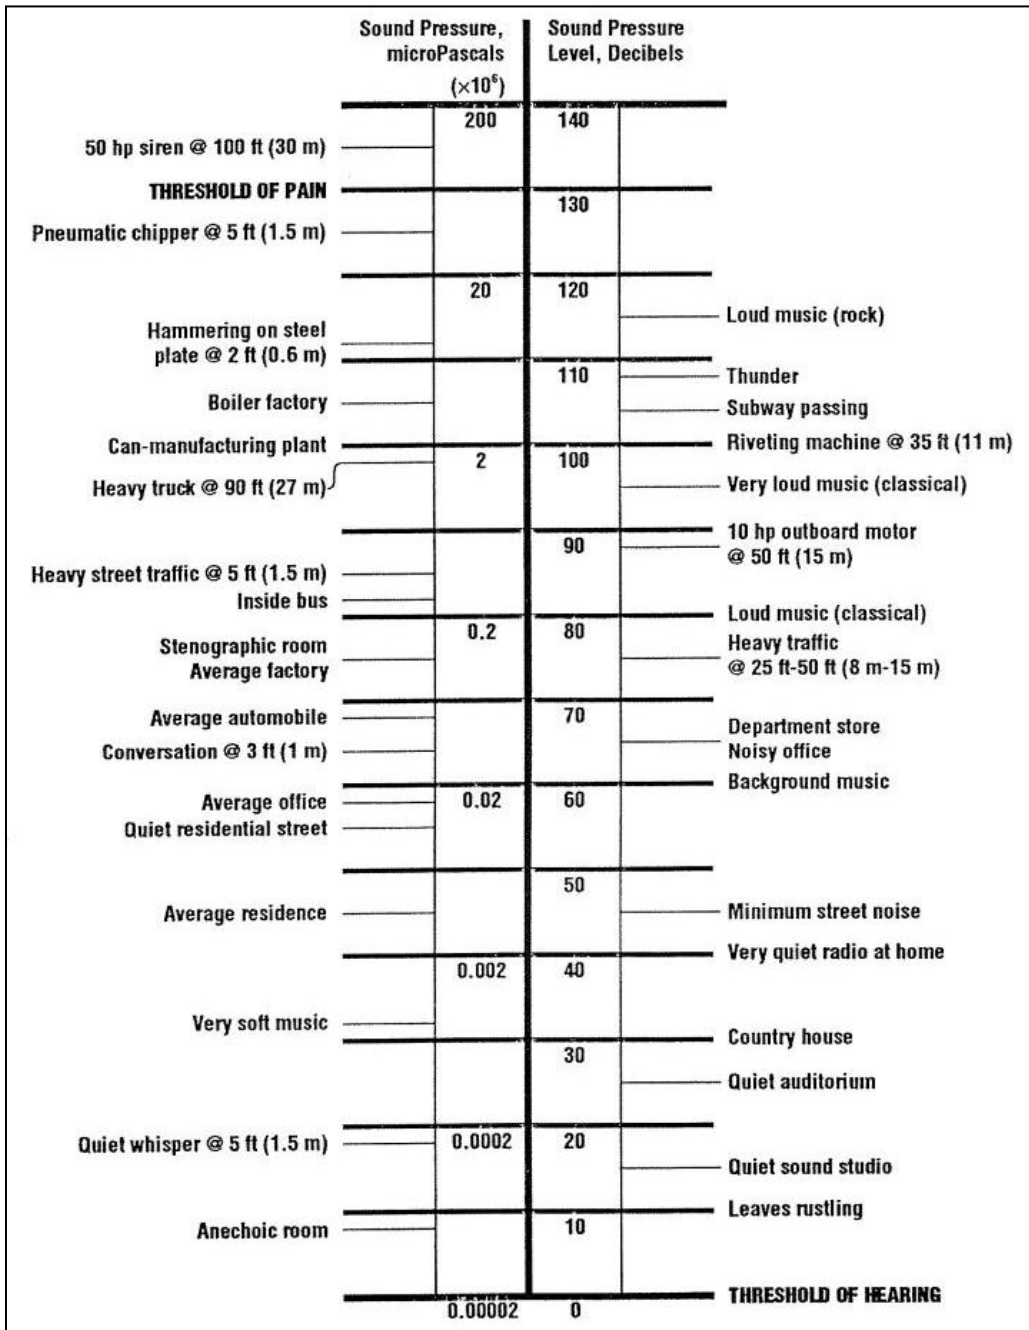 Sound Pressure, microPascals (×10⁶)
Sound Pressure Level, Decibels
200 140
50 hp siren @ 100 ft (30 m)
THRESHOLD OF PAIN
130
Pneumatic chipper @ 5 ft (1.5 m)
20 120
Loud music (rock)
Hammering on steel
plate @ 2 ft (0.6 m)
110
Thunder
Boiler factory
Subway passing
Can-manufacturing plant
Riveting machine @ 35 ft (11 m)
2 100
Heavy truck @ 90 ft (27 m)
Very loud music (classical)
10 hp outboard motor
@ 50 ft (15 m)
90
Heavy street traffic @ 5 ft (1.5 m)
Inside bus
Loud music (classical)
0.2 80
Stenographic room
Average factory
Heavy traffic
@ 25 ft-50 ft (8 m-15 m)
70
Average automobile
Department store
Noisy office
Conversation @ 3 ft (1 m)
Background music
0.02 60
Average office
Quiet residential street
50
Average residence
Minimum street noise
Very quiet radio at home
0.002 40
Very soft music
Country house
30
Quiet auditorium
Quiet whisper @ 5 ft (1.5 m)
0.0002 20
Quiet sound studio
Leaves rustling
Anechoic room
10
THRESHOLD OF HEARING
0.00002 0